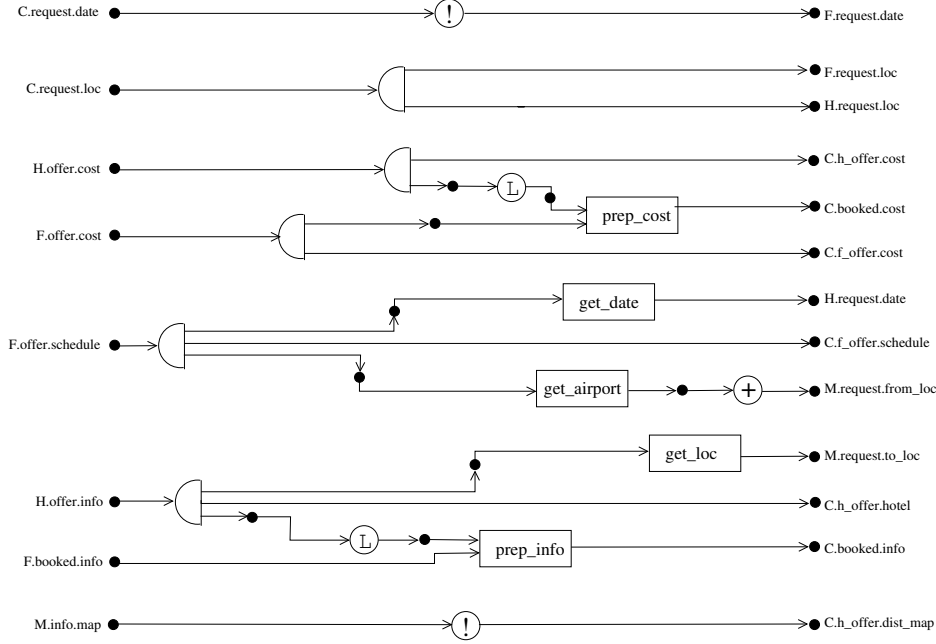 C.request.date
!
F.request.date
C.request.loc
F.request.loc
H.request.loc
H.offer.cost
C.h_offer.cost
L
prep_cost
C.booked.cost
F.offer.cost
C.f_offer.cost
get_date
H.request.date
F.offer.schedule
C.f_offer.schedule
get_airport
+
M.request.from_loc
get_loc
M.request.to_loc
H.offer.info
C.h_offer.hotel
L
prep_info
C.booked.info
F.booked.info
M.info.map
!
C.h_offer.dist_map